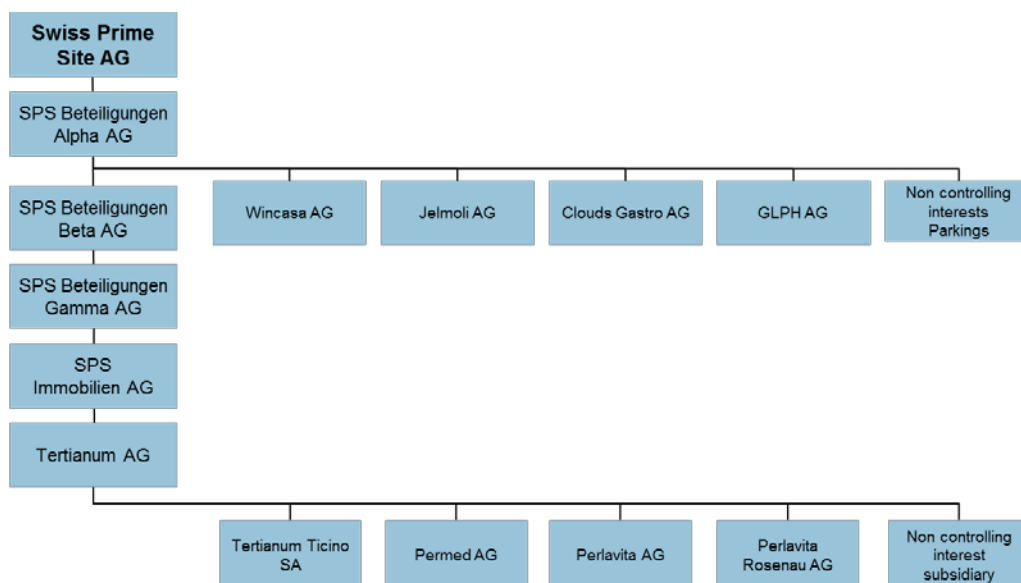 Swiss Prime
Site AG
SPS Beteiligungen
Alpha AG
SPS Beteiligungen
Beta AG
Wincasa AG
Jelmoli AG
Clouds Gastro AG
GLPH AG
Non controlling
interests
Parkings
SPS Beteiligungen
Gamma AG
SPS
Immobilien AG
Tertianum AG
Tertianum Ticino
SA
Permed AG
Perlavita AG
Perlavita
Rosenau AG
Non controlling
interest
subsidiary